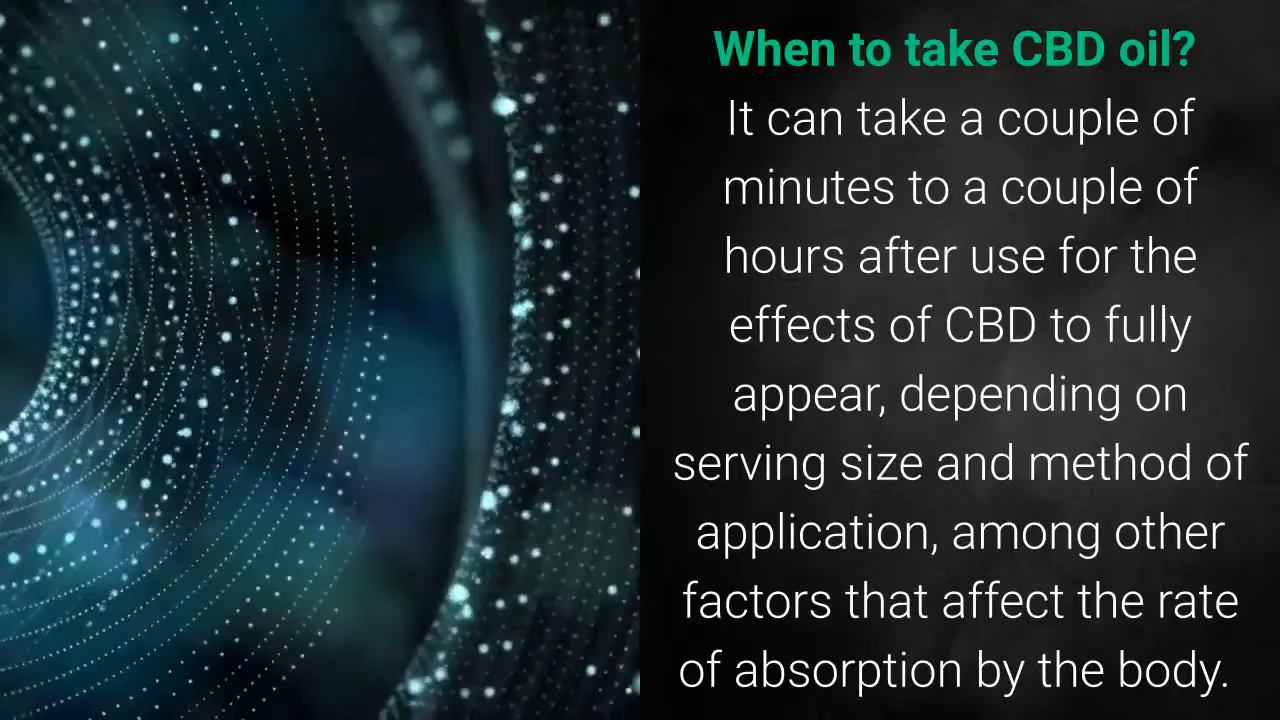 When to take CBD oil?
It can take a couple of
minutes to a couple of
hours after use for the
effects of CBD to fully
appear, depending on
serving size and method of
application, among other
factors that affect the rate
of absorption by the body.